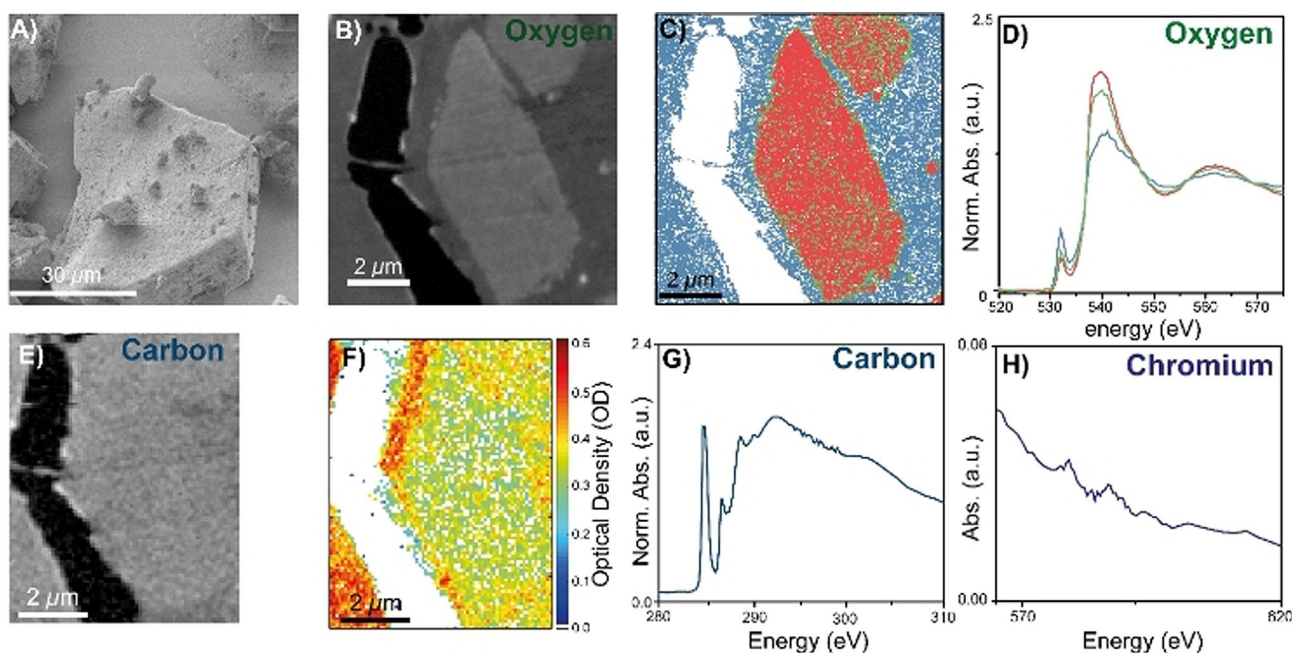 A)
30 µm
B)
Oxygen
2 µm
C)
2 µm
D)
Oxygen
2.5
0
Norm. Abs. (a.u.)
520
530
540
550
560
570
energy (eV)
E)
Carbon
2 µm
F)
2 µm
0.6
0.5
0.4
0.3
0.2
0.1
0.0
Optical Density (OD)
G)
Carbon
2.4
0.0
Norm. Abs. (a.u.)
280
290
300
310
Energy (eV)
H)
Chromium
0.08
0.00
Abs. (a.u.)
570
620
Energy (eV)